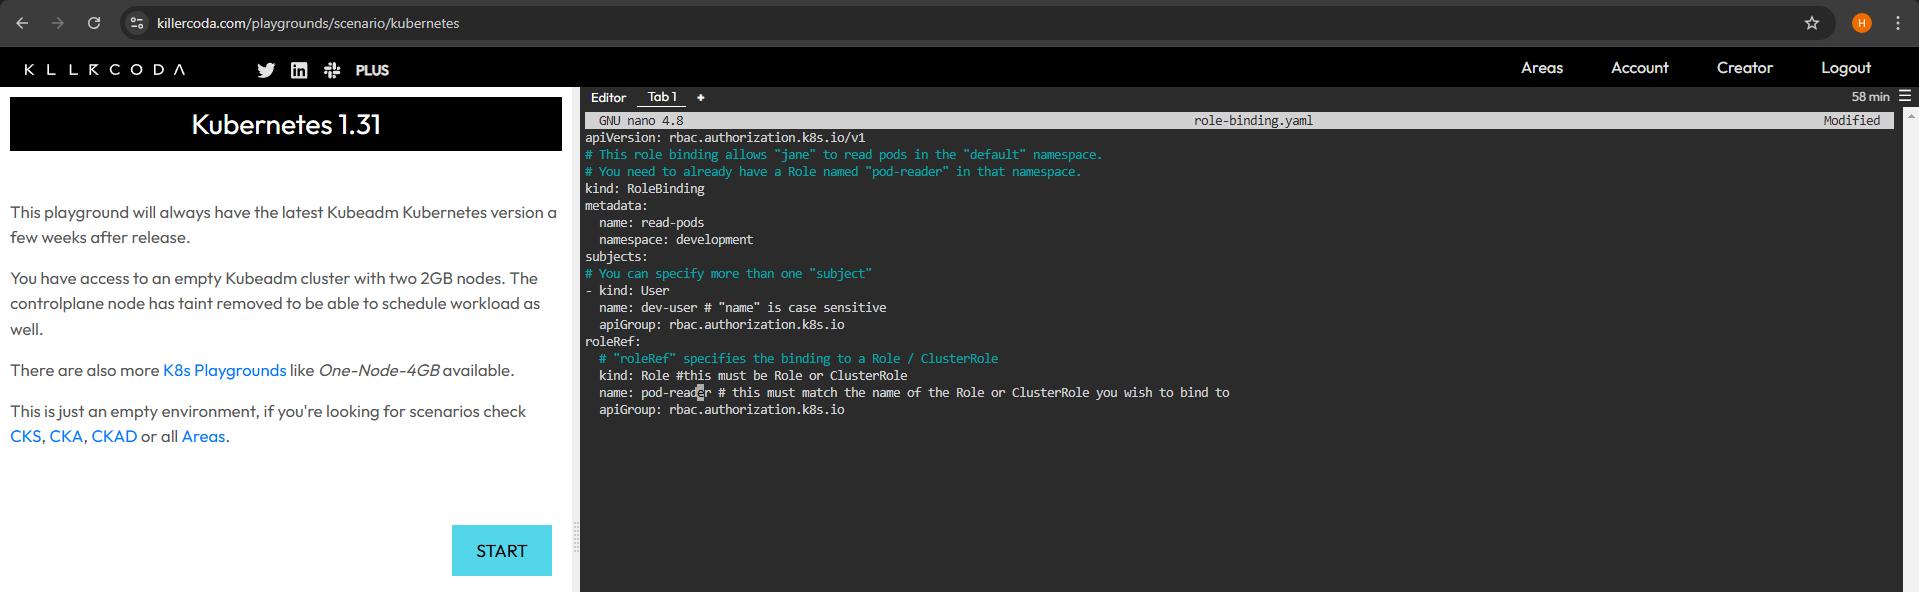 killercoda.com/playgrounds/scenario/kubernetes
H
KLLRCODA
PLUS
Areas
Account
Creator
Logout
Kubernetes 1.31
This playground will always have the latest Kubeadm Kubernetes version a
few weeks after release.
You have access to an empty Kubeadm cluster with two 2GB nodes. The
controlplane node has taint removed to be able to schedule workload as
well.
There are also more K8s Playgrounds like One-Node-4GB available.
This is just an empty environment, if you're looking for scenarios check
CKS, CKA, CKAD or all Areas.
START
Editor
Tab 1
+
58 min
GNU nano 4.8 role-binding.yaml Modified
apiVersion: rbac.authorization.k8s.io/v1
# This role binding allows "jane" to read pods in the "default" namespace.
# You need to already have a Role named "pod-reader" in that namespace.
kind: RoleBinding
metadata:
  name: read-pods
  namespace: development
subjects:
# You can specify more than one "subject"
- kind: User
  name: dev-user # "name" is case sensitive
  apiGroup: rbac.authorization.k8s.io
roleRef:
  # "roleRef" specifies the binding to a Role / ClusterRole
  kind: Role #this must be Role or ClusterRole
  name: pod-reader # this must match the name of the Role or ClusterRole you wish to bind to
  apiGroup: rbac.authorization.k8s.io